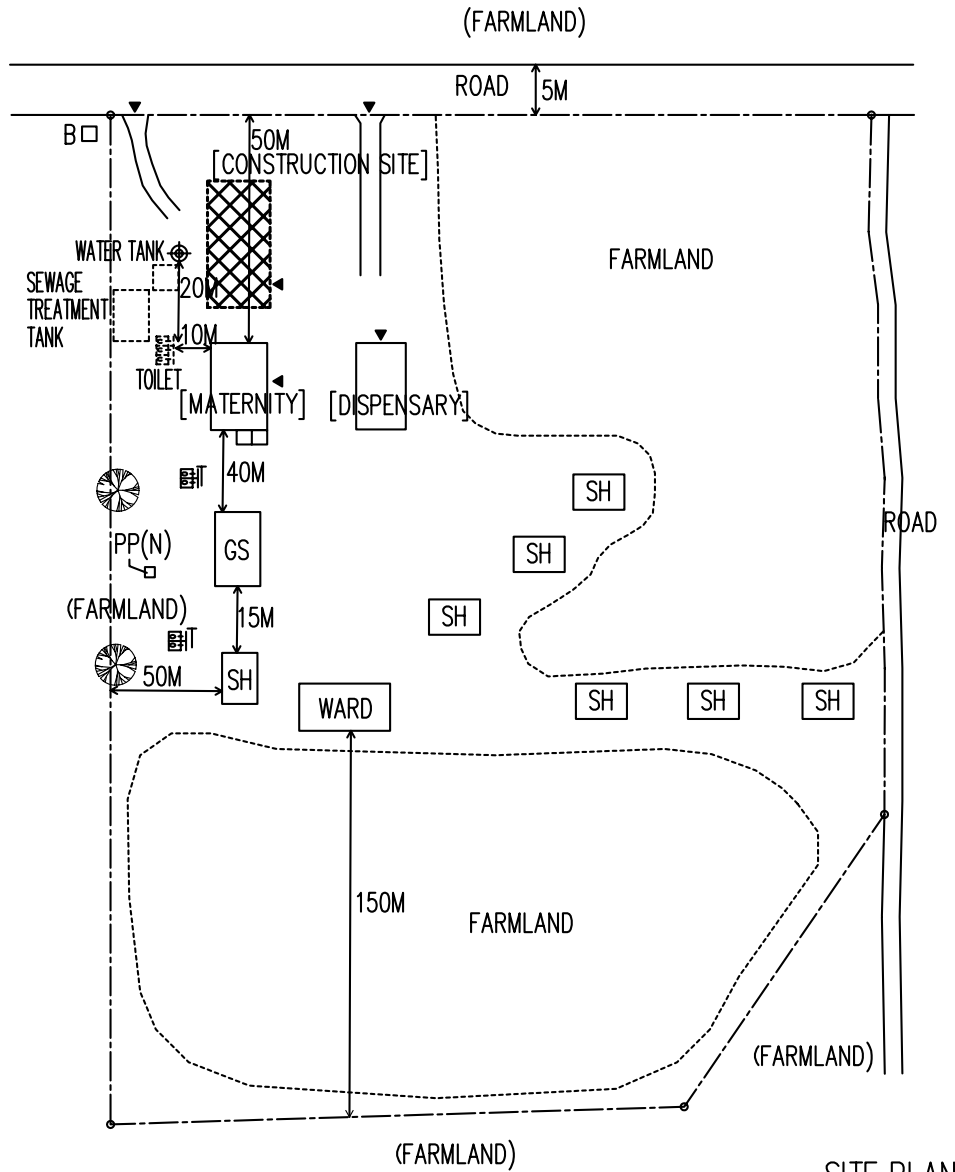 (FARMLAND)
ROAD
5M
B
50M
[CONSTRUCTION SITE]
WATER TANK
FARMLAND
SEWAGE
TREATMENT
TANK
20M
10M
TOILET
[MATERNITY]
[DISPENSARY]
40M
T
SH
ROAD
PP(N)
GS
SH
(FARMLAND)
15M
SH
T
50M
SH
WARD
SH
SH
SH
150M
FARMLAND
(FARMLAND)
(FARMLAND)
SITE PLAN